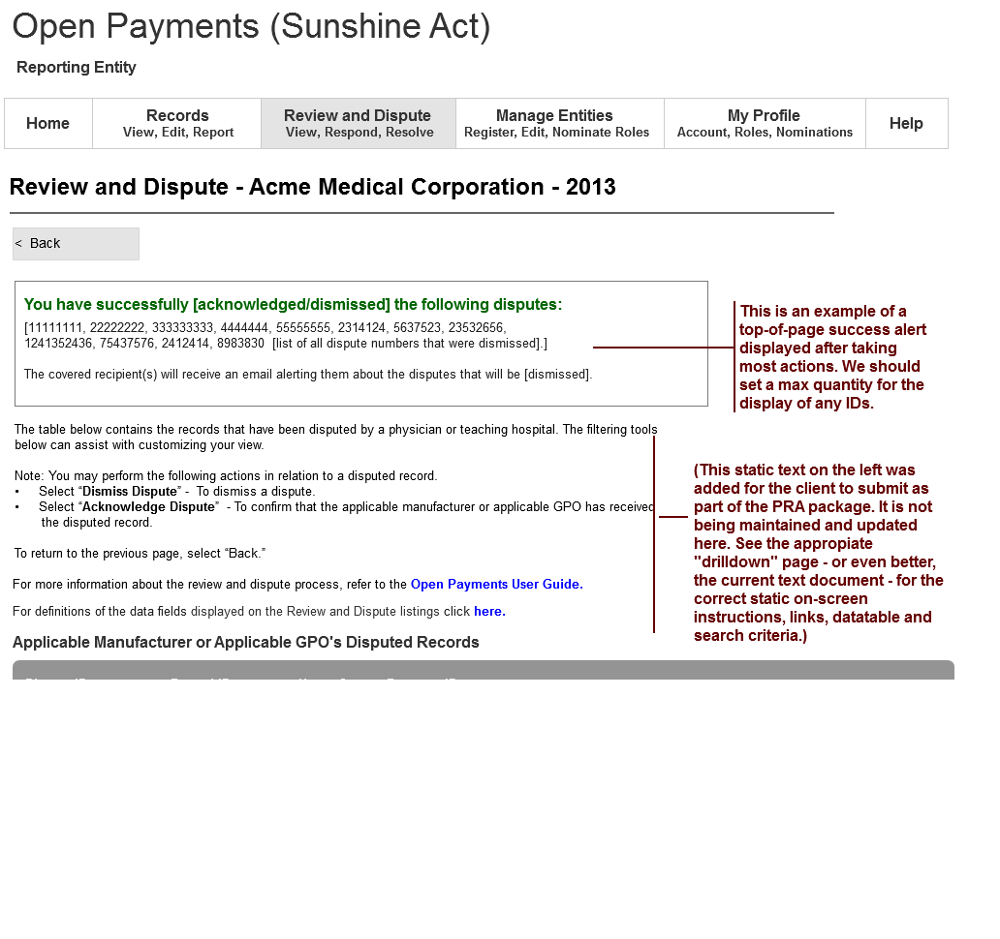 Open Payments (Sunshine Act)
Reporting Entity
Home
Records
View, Edit, Report
Review and Dispute
View, Respond, Resolve
Manage Entities
Register, Edit, Nominate Roles
My Profile
Account, Roles, Nominations
Help
Review and Dispute - Acme Medical Corporation - 2013
< Back
You have successfully [acknowledged/dismissed] the following disputes:
[11111111, 22222222, 333333333, 4444444, 55555555, 2314124, 5637523, 23532656,
1241352436, 75437576, 2412414, 8983830 [list of all dispute numbers that were dismissed].]
The covered recipient(s) will receive an email alerting them about the disputes that will be [dismissed].
This is an example of a
top-of-page success alert
displayed after taking
most actions. We should
set a max quantity for the
display of any IDs.
The table below contains the records that have been disputed by a physician or teaching hospital. The filtering tools
below can assist with customizing your view.
Note: You may perform the following actions in relation to a disputed record.
• Select “Dismiss Dispute” - To dismiss a dispute.
• Select “Acknowledge Dispute” - To confirm that the applicable manufacturer or applicable GPO has received
the disputed record.
To return to the previous page, select “Back.”
For more information about the review and dispute process, refer to the Open Payments User Guide.
For definitions of the data fields displayed on the Review and Dispute listings click here.
(This static text on the left was
added for the client to submit as
part of the PRA package. It is not
being maintained and updated
here. See the appropiate
"drilldown" page - or even better,
the current text document - for the
correct static on-screen
instructions, links, datatable and
search criteria.)
Applicable Manufacturer or Applicable GPO's Disputed Records